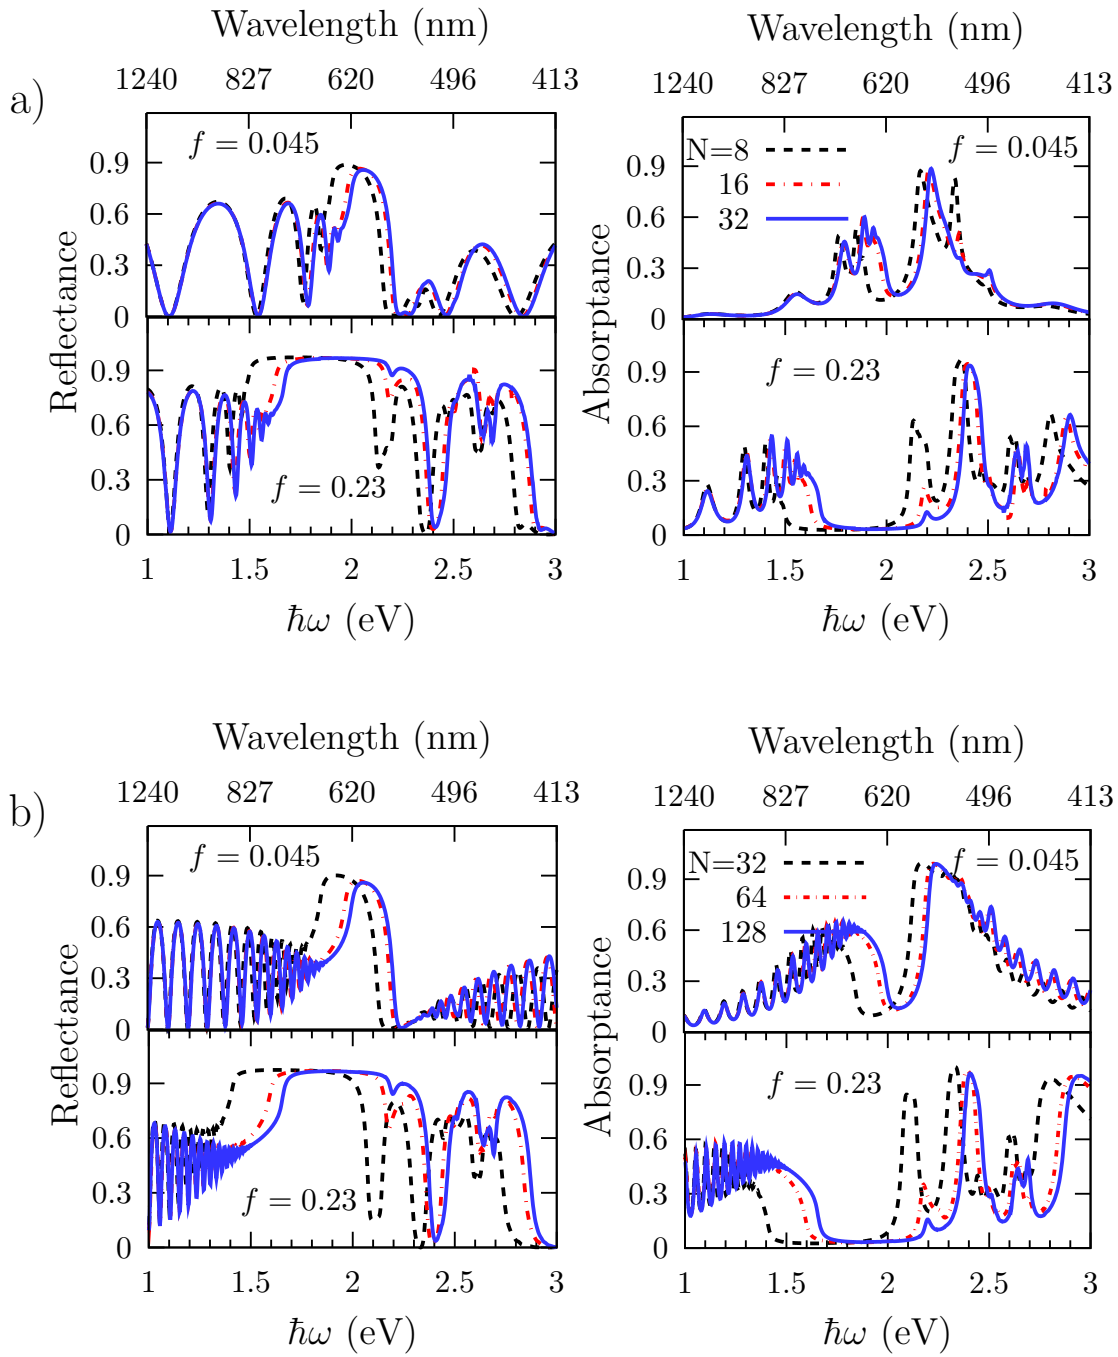 a)
Wavelength (nm)
1240 827 620 496 413
f = 0.045
0.9
0.6
0.3
0
Reflectance
0.9
0.6
0.3
0
f = 0.23
1 1.5 2 2.5 3
ħω (eV)
Wavelength (nm)
1240 827 620 496 413
N=8
16
32
f = 0.045
0.9
0.6
0.3
0
Absorptance
0.9
0.6
0.3
0
f = 0.23
1 1.5 2 2.5 3
ħω (eV)
b)
Wavelength (nm)
1240 827 620 496 413
f = 0.045
0.9
0.6
0.3
0
Reflectance
0.9
0.6
0.3
0
f = 0.23
1 1.5 2 2.5 3
ħω (eV)
Wavelength (nm)
1240 827 620 496 413
N=32
64
128
f = 0.045
0.9
0.6
0.3
0
Absorptance
0.9
0.6
0.3
0
f = 0.23
1 1.5 2 2.5 3
ħω (eV)